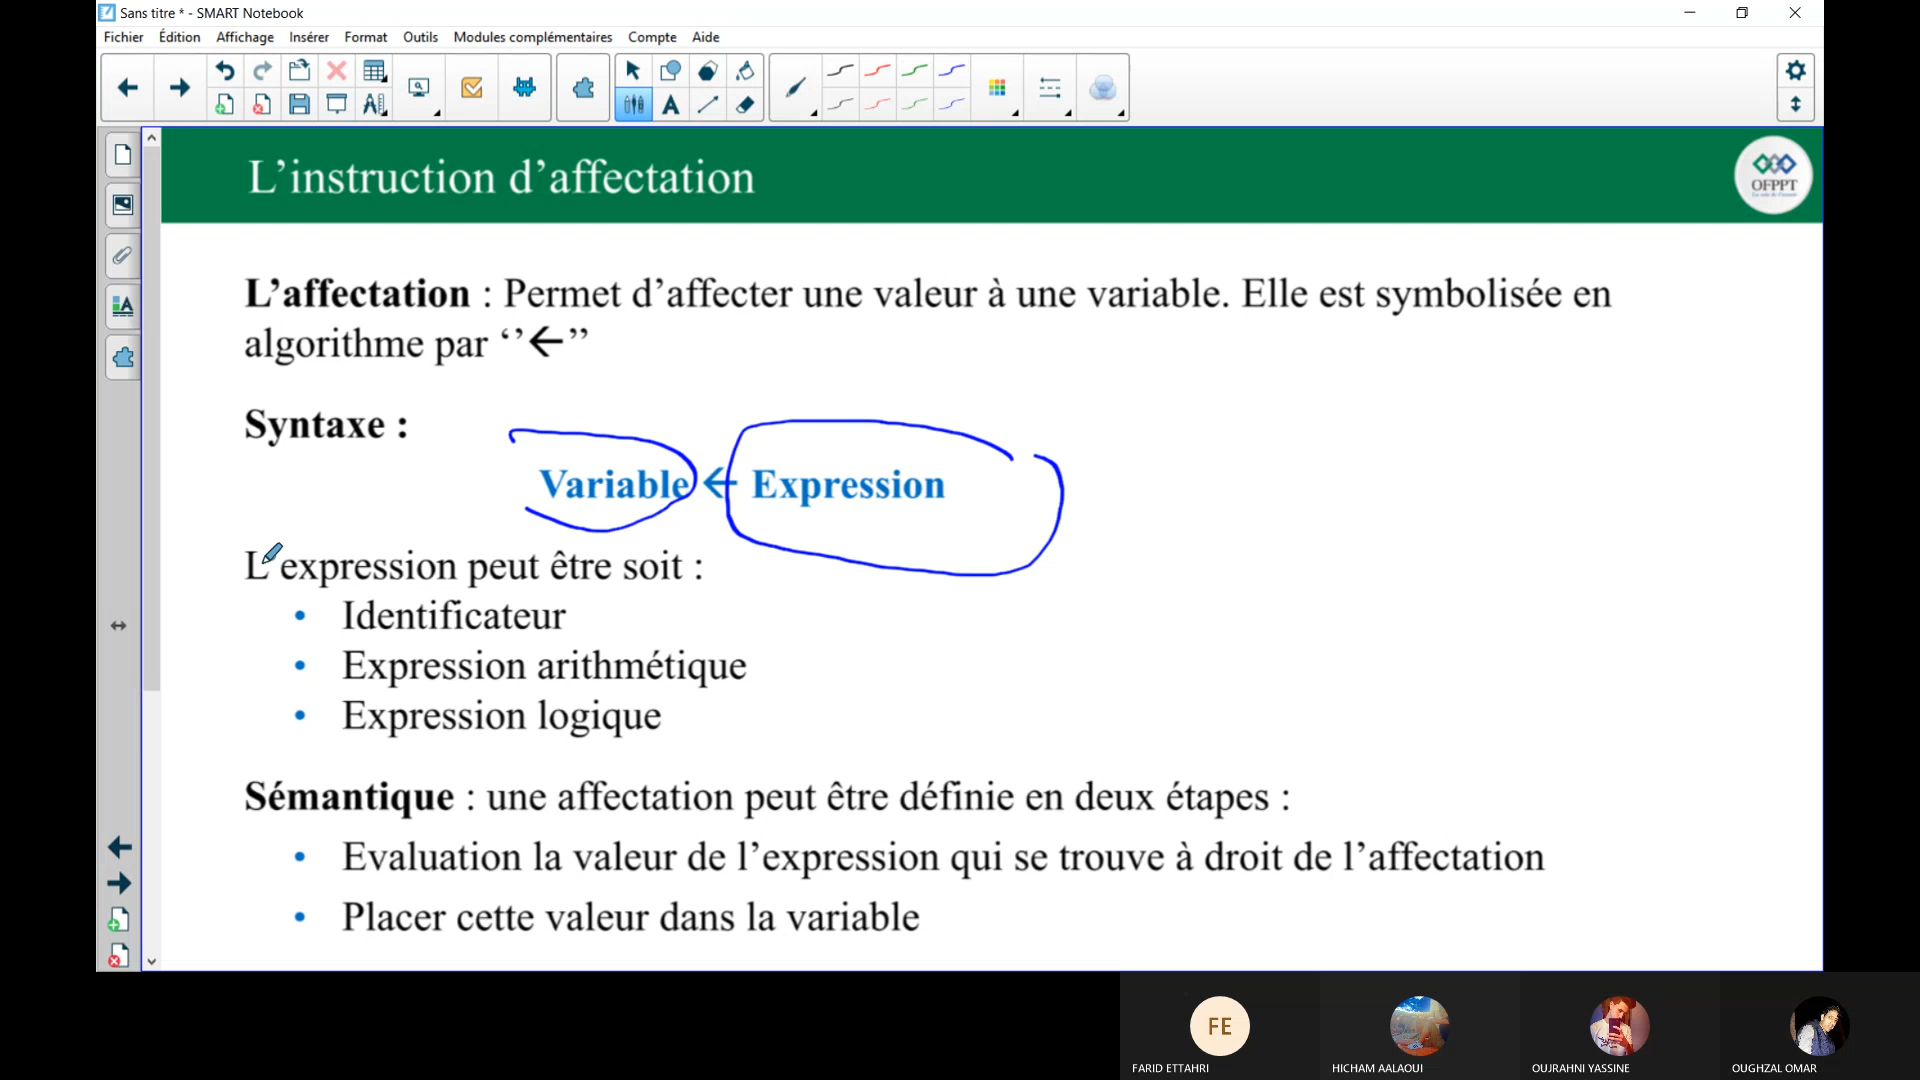 Sans titre * - SMART Notebook
Fichier Édition Affichage Insérer Format Outils Modules complémentaires Compte Aide
L’instruction d’affectation
OFPPT
L’affectation : Permet d’affecter une valeur à une variable. Elle est symbolisée en
algorithme par ‘’←’’
Syntaxe :
Variable ← Expression
L’expression peut être soit :
• Identificateur
• Expression arithmétique
• Expression logique
Sémantique : une affectation peut être définie en deux étapes :
• Evaluation la valeur de l’expression qui se trouve à droit de l’affectation
• Placer cette valeur dans la variable
FE
FARID ETTAHRI HICHAM AALAOUI OUJRAHNI YASSINE OUGHZAL OMAR